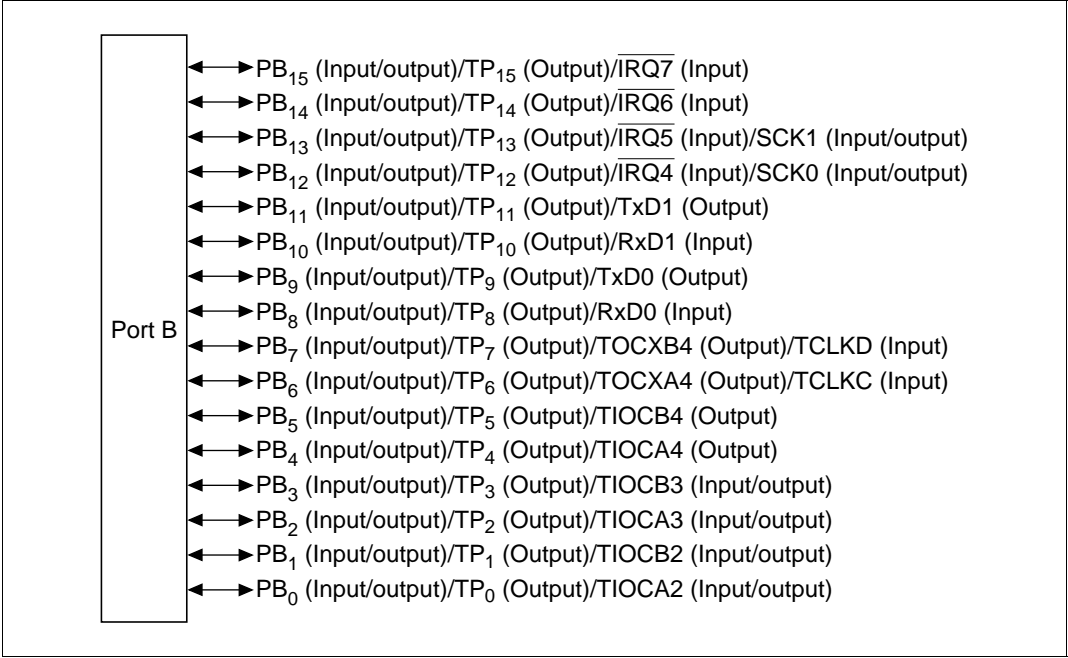 PB15 (Input/output)/TP15 (Output)/I̅R̅Q̅7̅ (Input)
PB14 (Input/output)/TP14 (Output)/I̅R̅Q̅6̅ (Input)
PB13 (Input/output)/TP13 (Output)/I̅R̅Q̅5̅ (Input)/SCK1 (Input/output)
PB12 (Input/output)/TP12 (Output)/I̅R̅Q̅4̅ (Input)/SCK0 (Input/output)
PB11 (Input/output)/TP11 (Output)/TxD1 (Output)
PB10 (Input/output)/TP10 (Output)/RxD1 (Input)
PB9 (Input/output)/TP9 (Output)/TxD0 (Output)
PB8 (Input/output)/TP8 (Output)/RxD0 (Input)
Port B
PB7 (Input/output)/TP7 (Output)/TOCXB4 (Output)/TCLKD (Input)
PB6 (Input/output)/TP6 (Output)/TOCXA4 (Output)/TCLKC (Input)
PB5 (Input/output)/TP5 (Output)/TIOCB4 (Output)
PB4 (Input/output)/TP4 (Output)/TIOCA4 (Output)
PB3 (Input/output)/TP3 (Output)/TIOCB3 (Input/output)
PB2 (Input/output)/TP2 (Output)/TIOCA3 (Input/output)
PB1 (Input/output)/TP1 (Output)/TIOCB2 (Input/output)
PB0 (Input/output)/TP0 (Output)/TIOCA2 (Input/output)